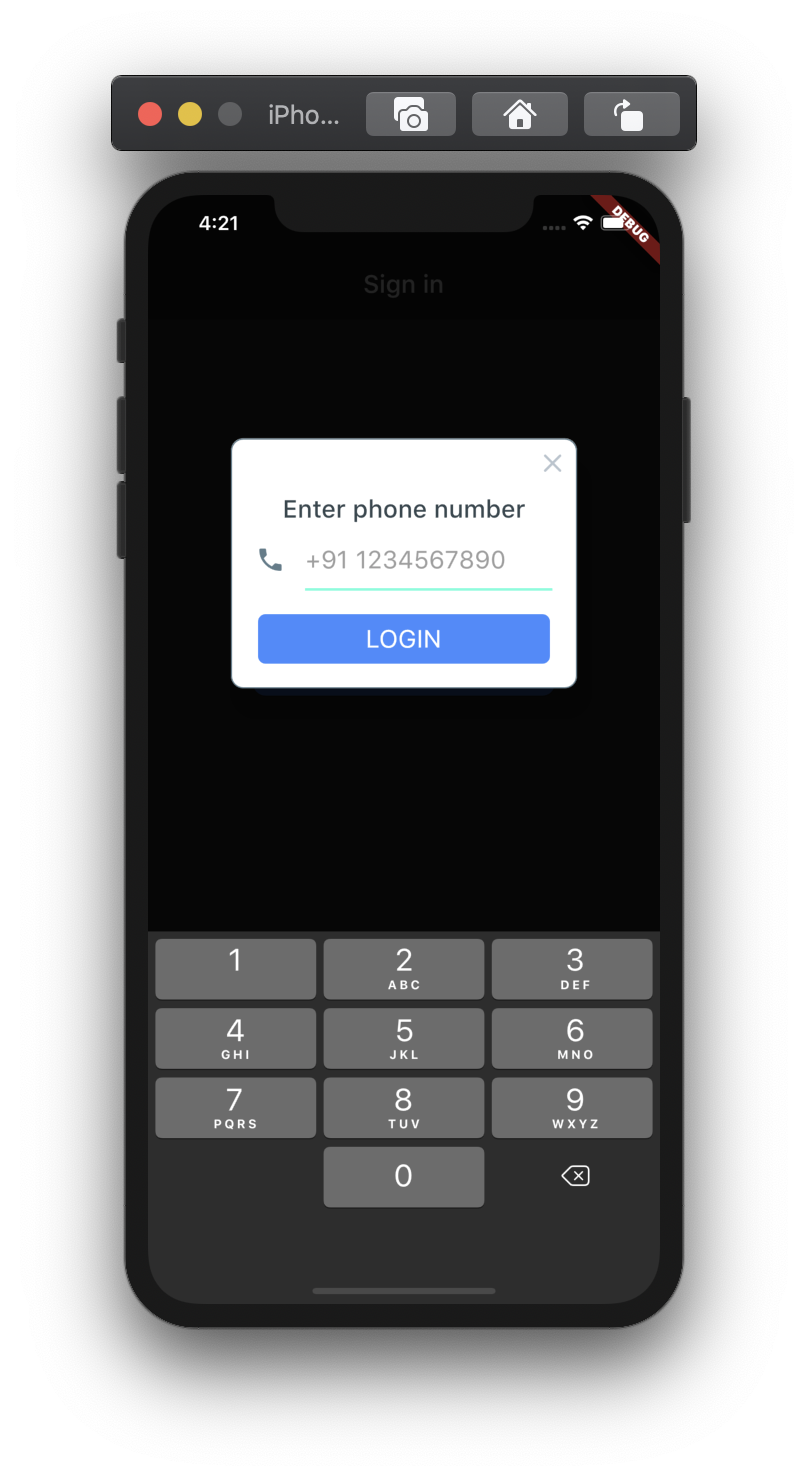 iPho...
4:21
DEBUG
Sign in
Enter phone number
+91 1234567890
LOGIN
1
2
ABC
3
DEF
4
GHI
5
JKL
6
MNO
7
PQRS
8
TUV
9
WXYZ
0